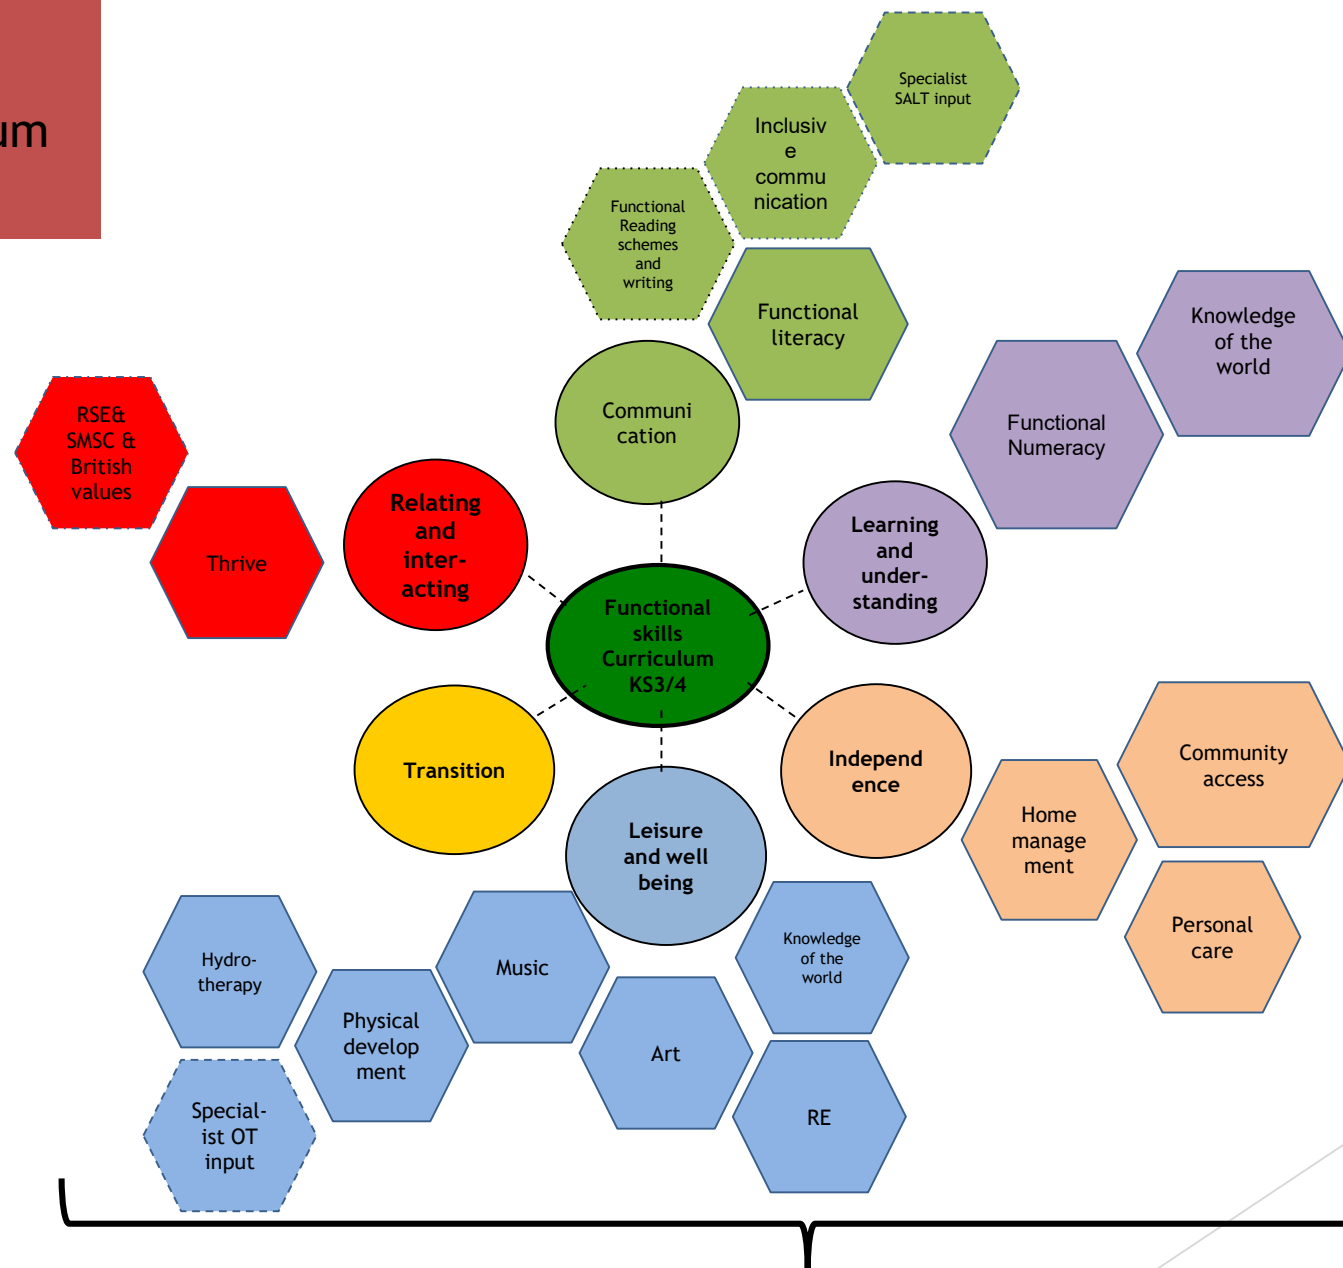 um
Specialist
SALT input
Inclusiv
e
commu
nication
Functional
Reading
schemes
and
writing
Functional
literacy
Communi
cation
Knowledge
of the
world
Functional
Numeracy
Learning
and
under-
standing
RSE&
SMSC &
British
values
Thrive
Relating
and
inter-
acting
Functional
skills
Curriculum
KS3/4
Transition
Independ
ence
Community
access
Home
manage
ment
Personal
care
Leisure
and well
being
Hydro-
therapy
Physical
develop
ment
Music
Art
Knowledge
of the
world
RE
Special-
ist OT
input